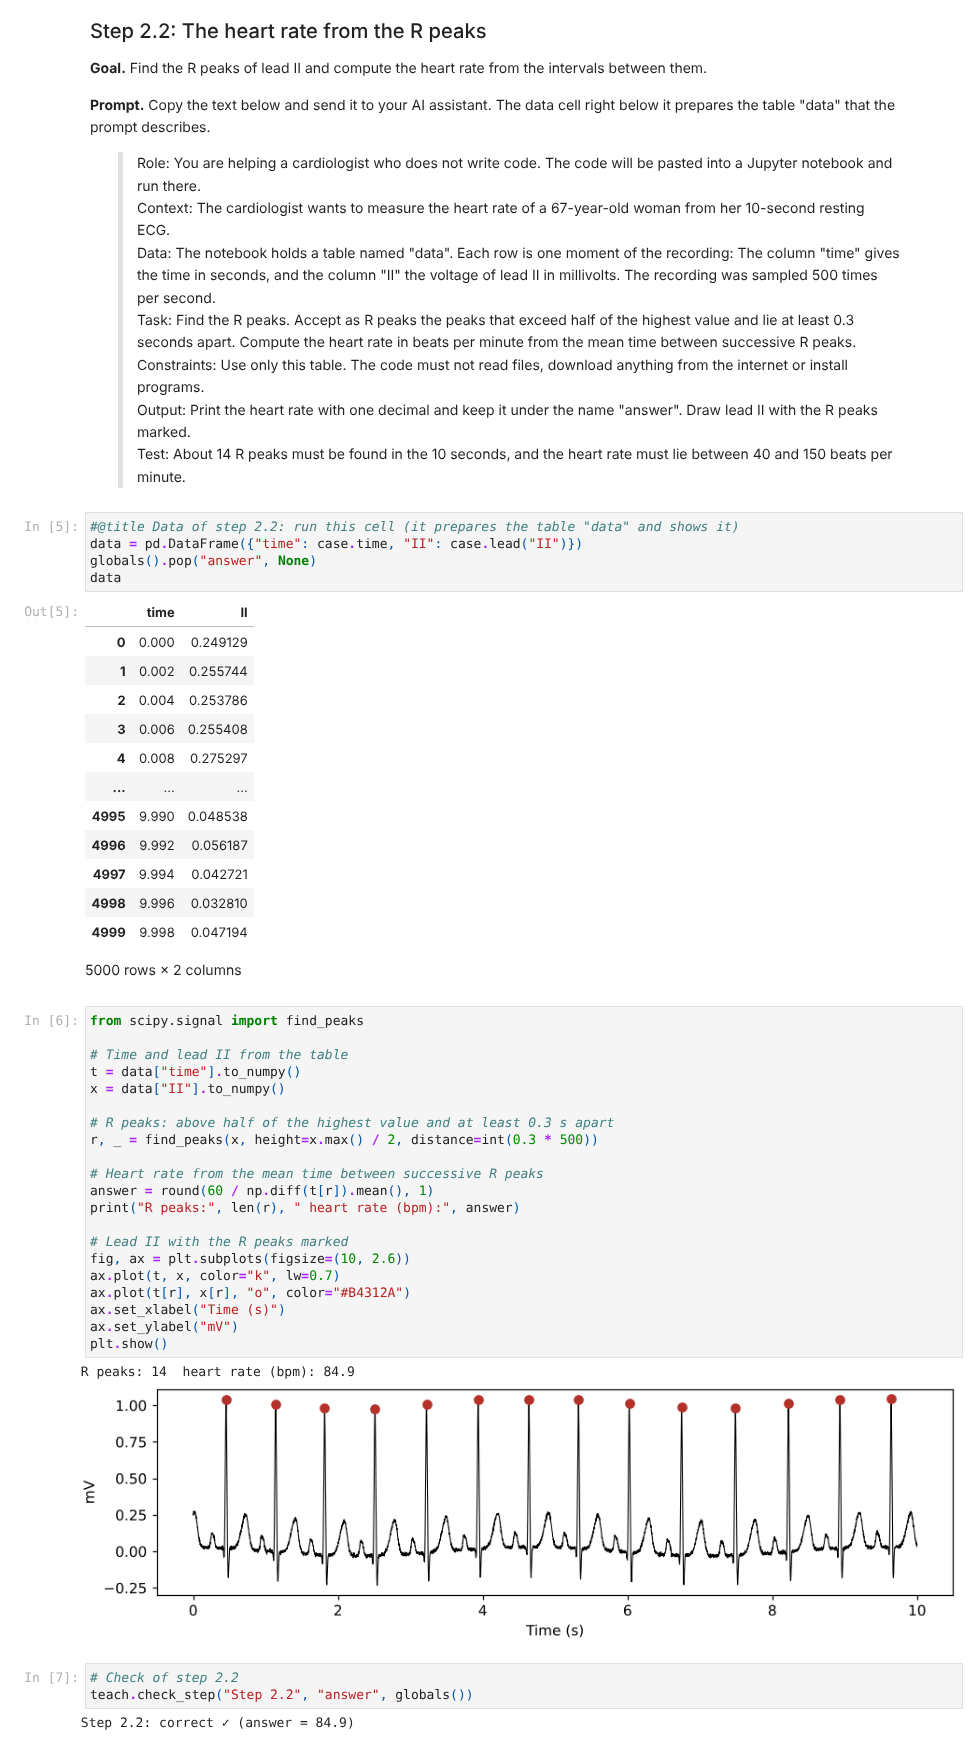 Step 2.2: The heart rate from the R peaks
Goal. Find the R peaks of lead II and compute the heart rate from the intervals between them.
Prompt. Copy the text below and send it to your AI assistant. The data cell right below it prepares the table "data" that the
prompt describes.
Role: You are helping a cardiologist who does not write code. The code will be pasted into a Jupyter notebook and
run there.
Context: The cardiologist wants to measure the heart rate of a 67-year-old woman from her 10-second resting
ECG.
Data: The notebook holds a table named "data". Each row is one moment of the recording: The column "time" gives
the time in seconds, and the column "II" the voltage of lead II in millivolts. The recording was sampled 500 times
per second.
Task: Find the R peaks. Accept as R peaks the peaks that exceed half of the highest value and lie at least 0.3
seconds apart. Compute the heart rate in beats per minute from the mean time between successive R peaks.
Constraints: Use only this table. The code must not read files, download anything from the internet or install
programs.
Output: Print the heart rate with one decimal and keep it under the name "answer". Draw lead II with the R peaks
marked.
Test: About 14 R peaks must be found in the 10 seconds, and the heart rate must lie between 40 and 150 beats per
minute.
In [5]: #@title Data of step 2.2: run this cell (it prepares the table "data" and shows it)
data = pd.DataFrame({"time": case.time, "II": case.lead("II")})
globals().pop("answer", None)
data
Out[5]: time II
0 0.000 0.249129
1 0.002 0.255744
2 0.004 0.253786
3 0.006 0.255408
4 0.008 0.275297
... ... ...
4995 9.990 0.048538
4996 9.992 0.056187
4997 9.994 0.042721
4998 9.996 0.032810
4999 9.998 0.047194
5000 rows × 2 columns
In [6]: from scipy.signal import find_peaks
# Time and lead II from the table
t = data["time"].to_numpy()
x = data["II"].to_numpy()
# R peaks: above half of the highest value and at least 0.3 s apart
r, _ = find_peaks(x, height=x.max() / 2, distance=int(0.3 * 500))
# Heart rate from the mean time between successive R peaks
answer = round(60 / np.diff(t[r]).mean(), 1)
print("R peaks:", len(r), " heart rate (bpm):", answer)
# Lead II with the R peaks marked
fig, ax = plt.subplots(figsize=(10, 2.6))
ax.plot(t, x, color="k", lw=0.7)
ax.plot(t[r], x[r], "o", color="#B4312A")
ax.set_xlabel("Time (s)")
ax.set_ylabel("mV")
plt.show()
R peaks: 14  heart rate (bpm): 84.9
1.00
0.75
0.50
0.25
0.00
−0.25
mV
0 2 4 6 8 10
Time (s)
In [7]: # Check of step 2.2
teach.check_step("Step 2.2", "answer", globals())
Step 2.2: correct ✓ (answer = 84.9)